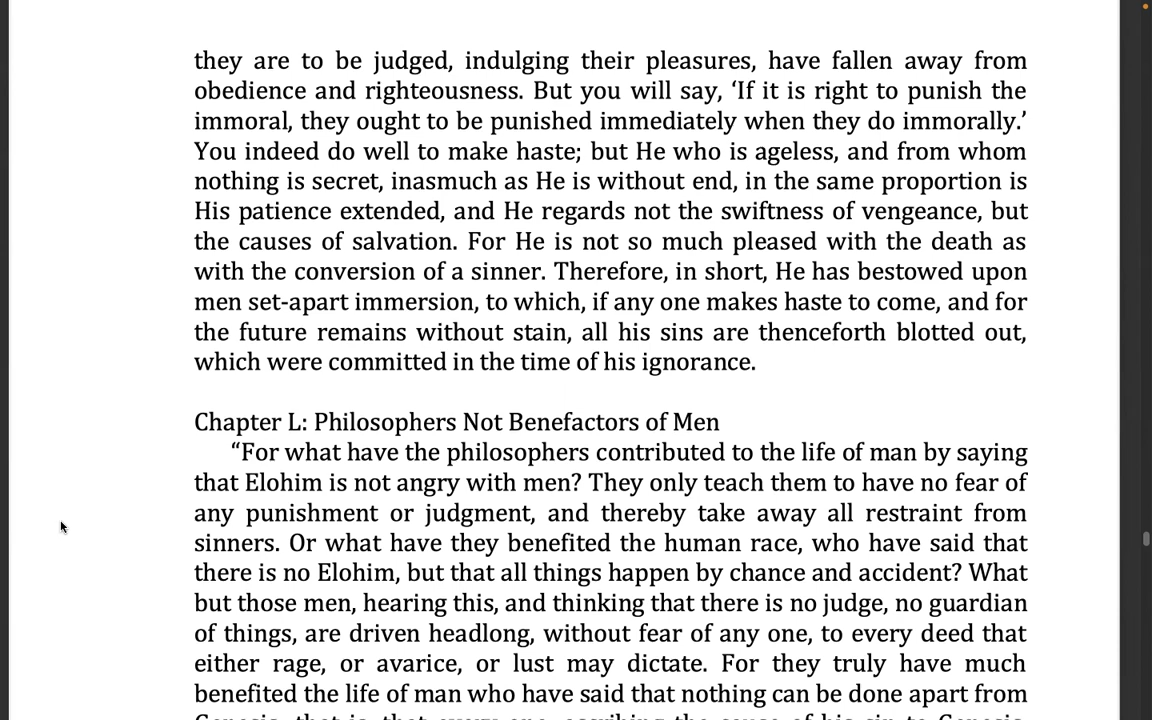 they are to be judged, indulging their pleasures, have fallen away from
obedience and righteousness. But you will say, ‘If it is right to punish the
immoral, they ought to be punished immediately when they do immorally.’
You indeed do well to make haste; but He who is ageless, and from whom
nothing is secret, inasmuch as He is without end, in the same proportion is
His patience extended, and He regards not the swiftness of vengeance, but
the causes of salvation. For He is not so much pleased with the death as
with the conversion of a sinner. Therefore, in short, He has bestowed upon
men set-apart immersion, to which, if any one makes haste to come, and for
the future remains without stain, all his sins are thenceforth blotted out,
which were committed in the time of his ignorance.
Chapter L: Philosophers Not Benefactors of Men
“For what have the philosophers contributed to the life of man by saying
that Elohim is not angry with men? They only teach them to have no fear of
any punishment or judgment, and thereby take away all restraint from
sinners. Or what have they benefited the human race, who have said that
there is no Elohim, but that all things happen by chance and accident? What
but those men, hearing this, and thinking that there is no judge, no guardian
of things, are driven headlong, without fear of any one, to every deed that
either rage, or avarice, or lust may dictate. For they truly have much
benefited the life of man who have said that nothing can be done apart from